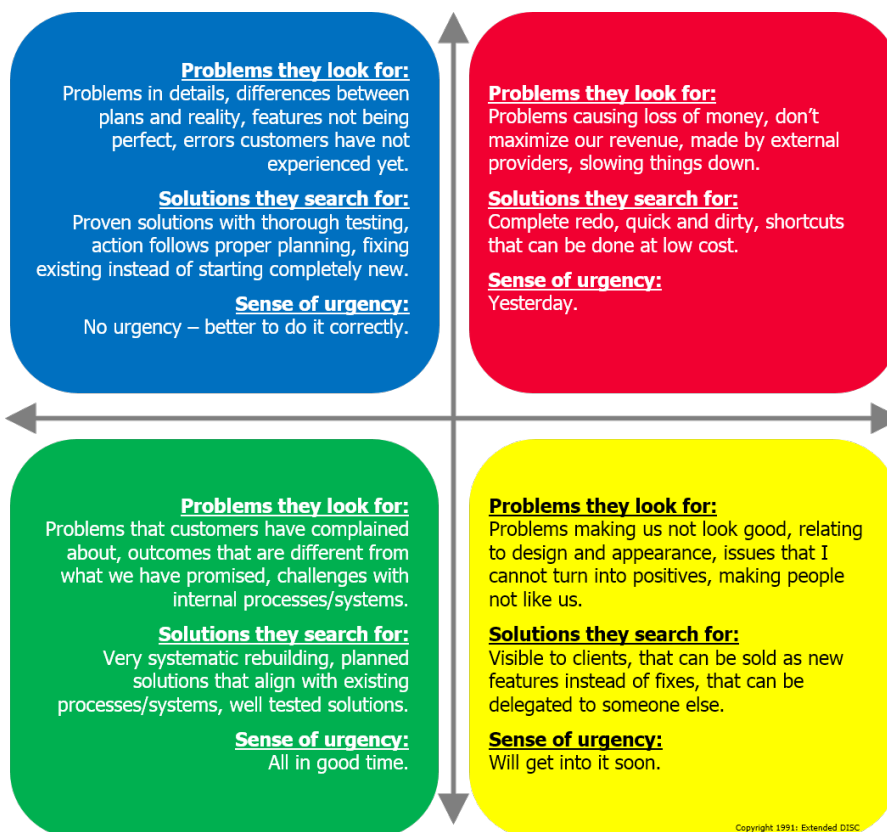 Problems they look for:
Problems in details, differences between
plans and reality, features not being
perfect, errors customers have not
experienced yet.
Solutions they search for:
Proven solutions with thorough testing,
action follows proper planning, fixing
existing instead of starting completely new.
Sense of urgency:
No urgency – better to do it correctly.
Problems they look for:
Problems causing loss of money, don’t
maximize our revenue, made by external
providers, slowing things down.
Solutions they search for:
Complete redo, quick and dirty, shortcuts
that can be done at low cost.
Sense of urgency:
Yesterday.
Problems they look for:
Problems that customers have complained
about, outcomes that are different from
what we have promised, challenges with
internal processes/systems.
Solutions they search for:
Very systematic rebuilding, planned
solutions that align with existing
processes/systems, well tested solutions.
Sense of urgency:
All in good time.
Problems they look for:
Problems making us not look good, relating
to design and appearance, issues that I
cannot turn into positives, making people
not like us.
Solutions they search for:
Visible to clients, that can be sold as new
features instead of fixes, that can be
delegated to someone else.
Sense of urgency:
Will get into it soon.
Copyright 1991: Extended DISC